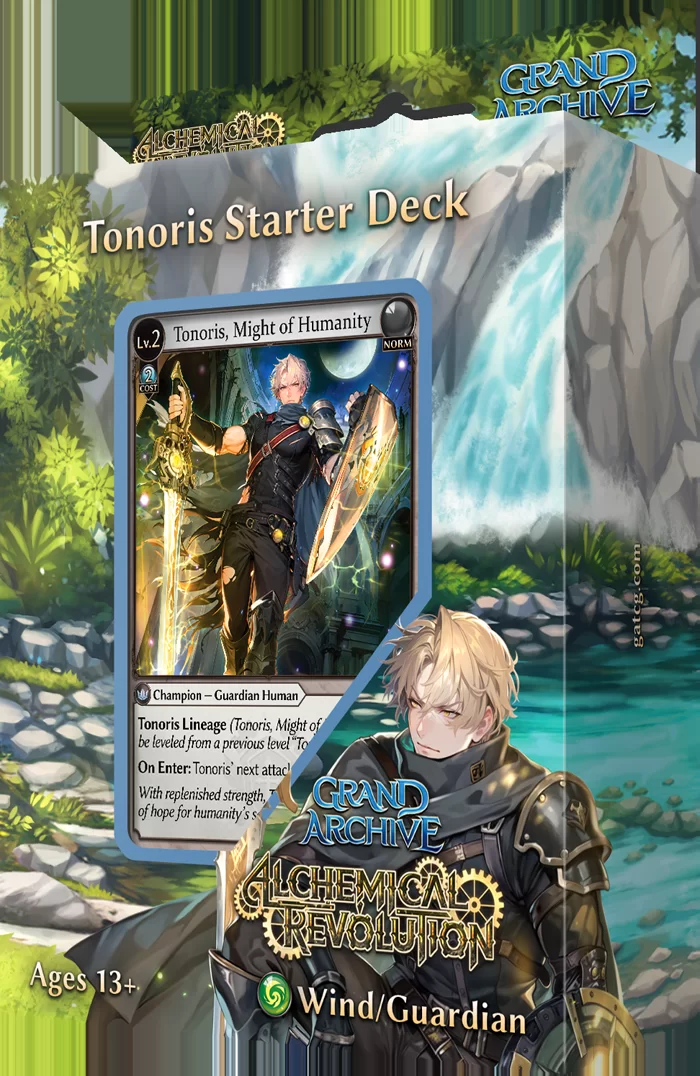 ALCHEMICAL
REVOLUTION
GRAND
ARCHIVE
Tonoris Starter Deck
Lv.2
Tonoris, Might of Humanity
NORM
2
COST
Champion – Guardian Human
Tonoris Lineage (Tonoris, Might of
be leveled from a previous level "To
On Enter: Tonoris' next attac
With replenished strength, T
of hope for humanity's s
gatcg.com
GRAND
ARCHIVE
ALCHEMICAL
REVOLUTION
Ages 13+
Wind/Guardian